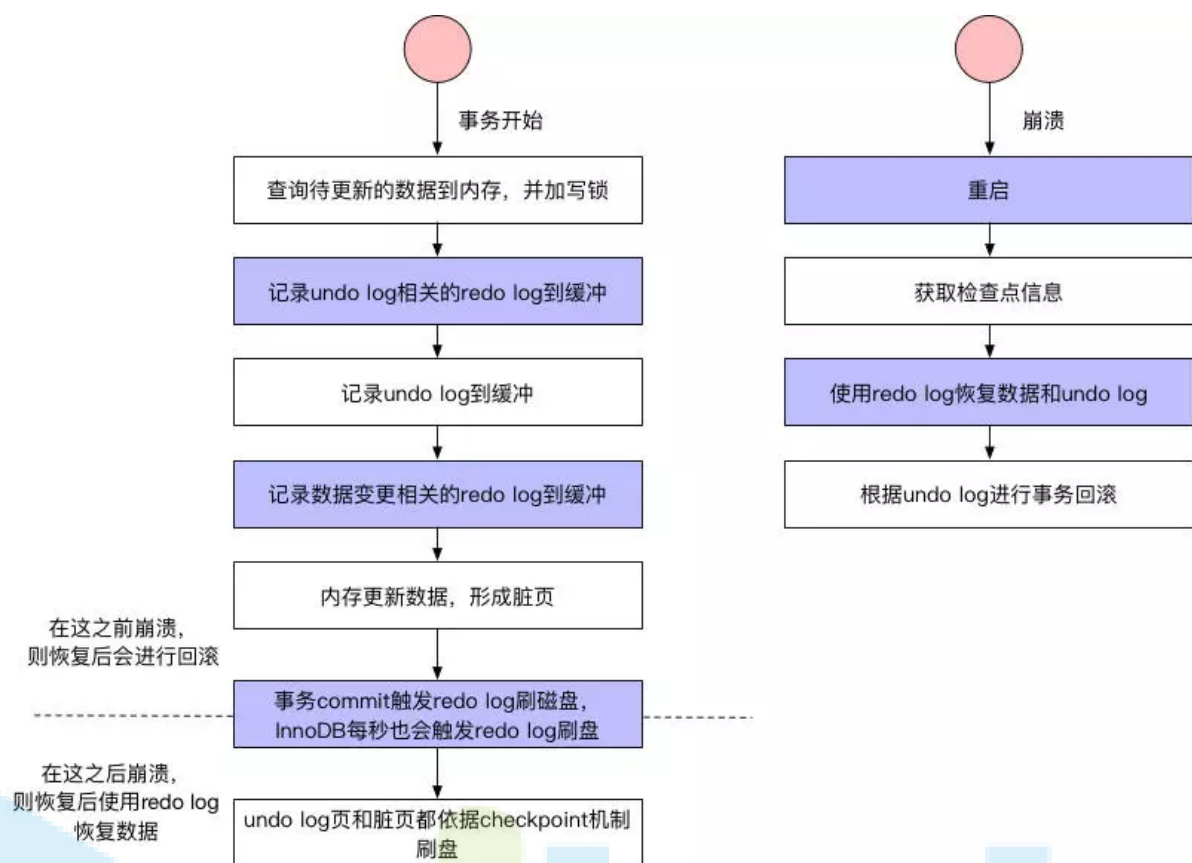 事务开始
查询待更新的数据到内存，并加写锁
记录undo log相关的redo log到缓冲
记录undo log到缓冲
记录数据变更相关的redo log到缓冲
内存更新数据，形成脏页
在这之前崩溃，
则恢复后会进行回滚
事务commit触发redo log刷磁盘，
InnoDB每秒也会触发redo log刷盘
在这之后崩溃，
则恢复后使用redo log
恢复数据
undo log页和脏页都依据checkpoint机制
刷盘
崩溃
重启
获取检查点信息
使用redo log恢复数据和undo log
根据undo log进行事务回滚